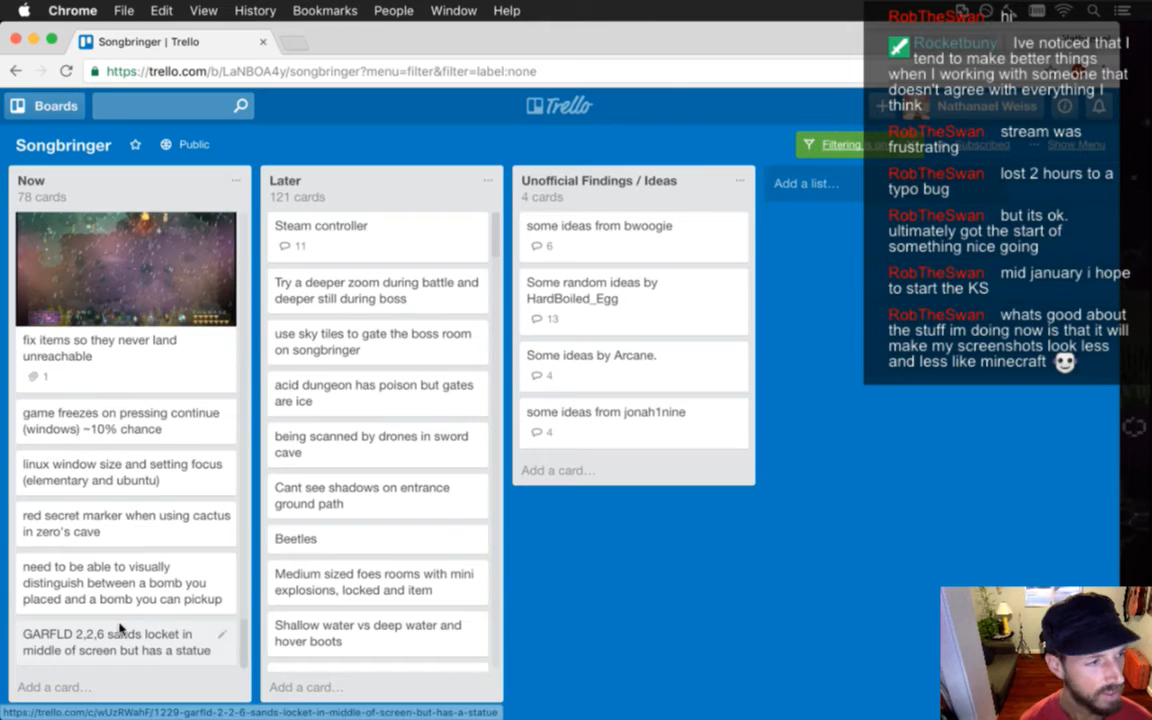 Chrome File Edit View History Bookmarks People Window Help
Songbringer | Trello
https://trello.com/b/LaNBOA4y/songbringer?menu=filter&filter=label:none
Boards
Trello
Nathanael Weiss
Songbringer
Public
Filtering is on
Subscribed
Show Menu
Now
78 cards
fix items so they never land
unreachable
1
game freezes on pressing continue
(windows) ~10% chance
linux window size and setting focus
(elementary and ubuntu)
red secret marker when using cactus
in zero's cave
need to be able to visually
distinguish between a bomb you
placed and a bomb you can pickup
GARFLD 2,2,6 sands locket in
middle of screen but has a statue
Add a card…
Later
121 cards
Steam controller
11
Try a deeper zoom during battle and
deeper still during boss
use sky tiles to gate the boss room
on songbringer
acid dungeon has poison but gates
are ice
being scanned by drones in sword
cave
Cant see shadows on entrance
ground path
Beetles
Medium sized foes rooms with mini
explosions, locked and item
Shallow water vs deep water and
hover boots
Add a card…
Unofficial Findings / Ideas
4 cards
some ideas from bwoogie
6
Some random ideas by
HardBoiled_Egg
13
Some ideas by Arcane.
4
some ideas from jonah1nine
4
Add a card…
Add a list…
RobTheSwan hi
Rocketbuny Ive noticed that I
tend to make better things
when I working with someone that
doesn't agree with everything I
think
RobTheSwan stream was
frustrating
RobTheSwan lost 2 hours to a
typo bug
RobTheSwan but its ok.
ultimately got the start of
something nice going
RobTheSwan mid january i hope
to start the KS
RobTheSwan whats good about
the stuff im doing now is that it will
make my screenshots look less
and less like minecraft
https://trello.com/c/wUzRWahF/1229-garfld-2-2-6-sands-locket-in-middle-of-screen-but-has-a-statue